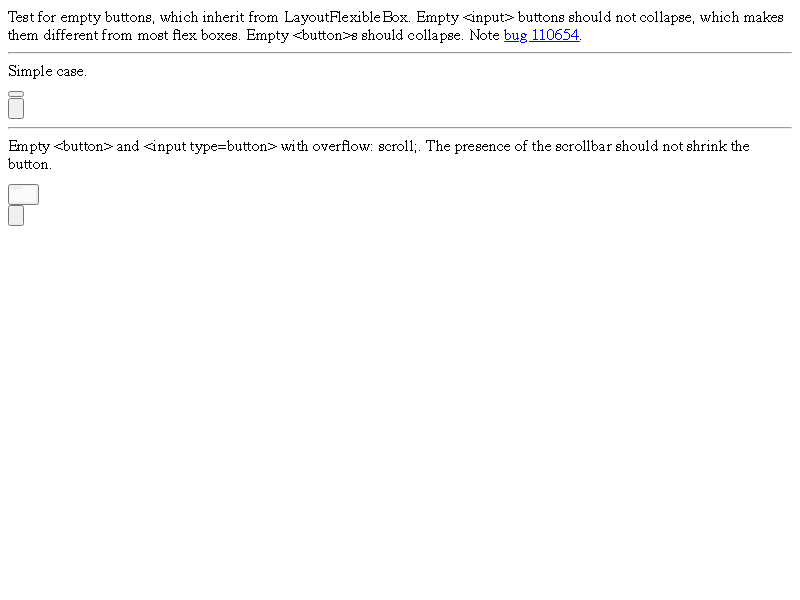 Test for empty buttons, which inherit from LayoutFlexibleBox. Empty <input> buttons should not collapse, which makes
them different from most flex boxes. Empty <button>s should collapse. Note bug 110654.
Simple case.
Empty <button> and <input type=button> with overflow: scroll;. The presence of the scrollbar should not shrink the
button.